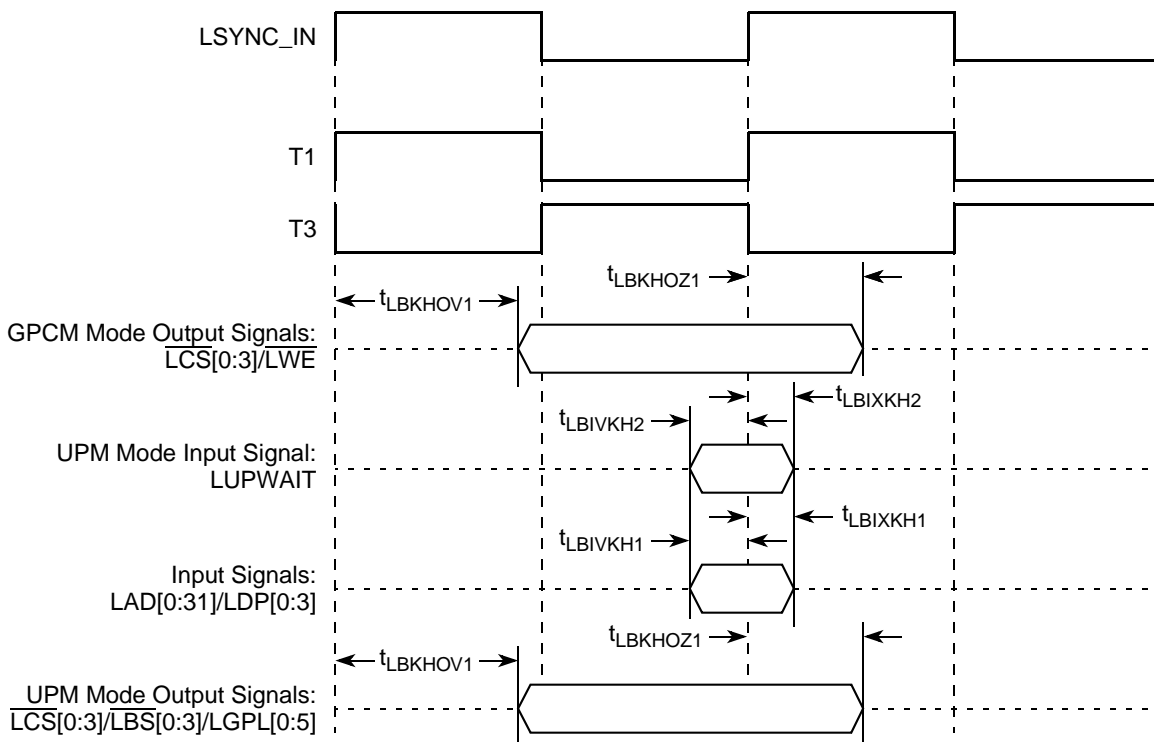 LSYNC_IN
T1
T3
tLBKHOZ1
tLBKHOV1
GPCM Mode Output Signals:
LCS[0:3]/LWE
tLBIXKH2
tLBIVKH2
UPM Mode Input Signal:
LUPWAIT
tLBIXKH1
tLBIVKH1
Input Signals:
LAD[0:31]/LDP[0:3]
tLBKHOZ1
tLBKHOV1
UPM Mode Output Signals:
LCS[0:3]/LBS[0:3]/LGPL[0:5]